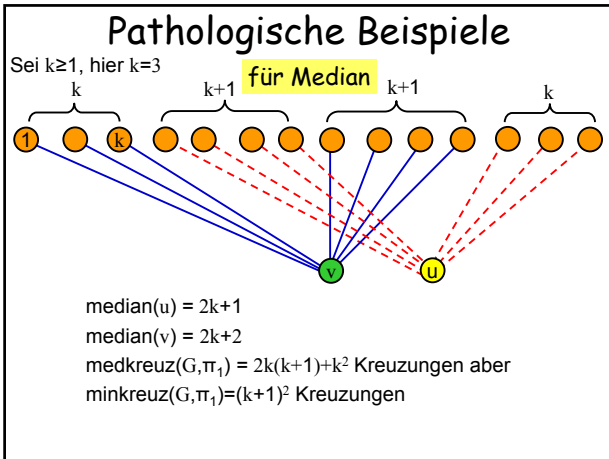 Pathologische Beispiele
Sei k≥1, hier k=3
für Median
k k+1 k+1 k
1 k
v u
median(u) = 2k+1
median(v) = 2k+2
medkreuz(G,π₁) = 2k(k+1)+k² Kreuzungen aber
minkreuz(G,π₁)=(k+1)² Kreuzungen